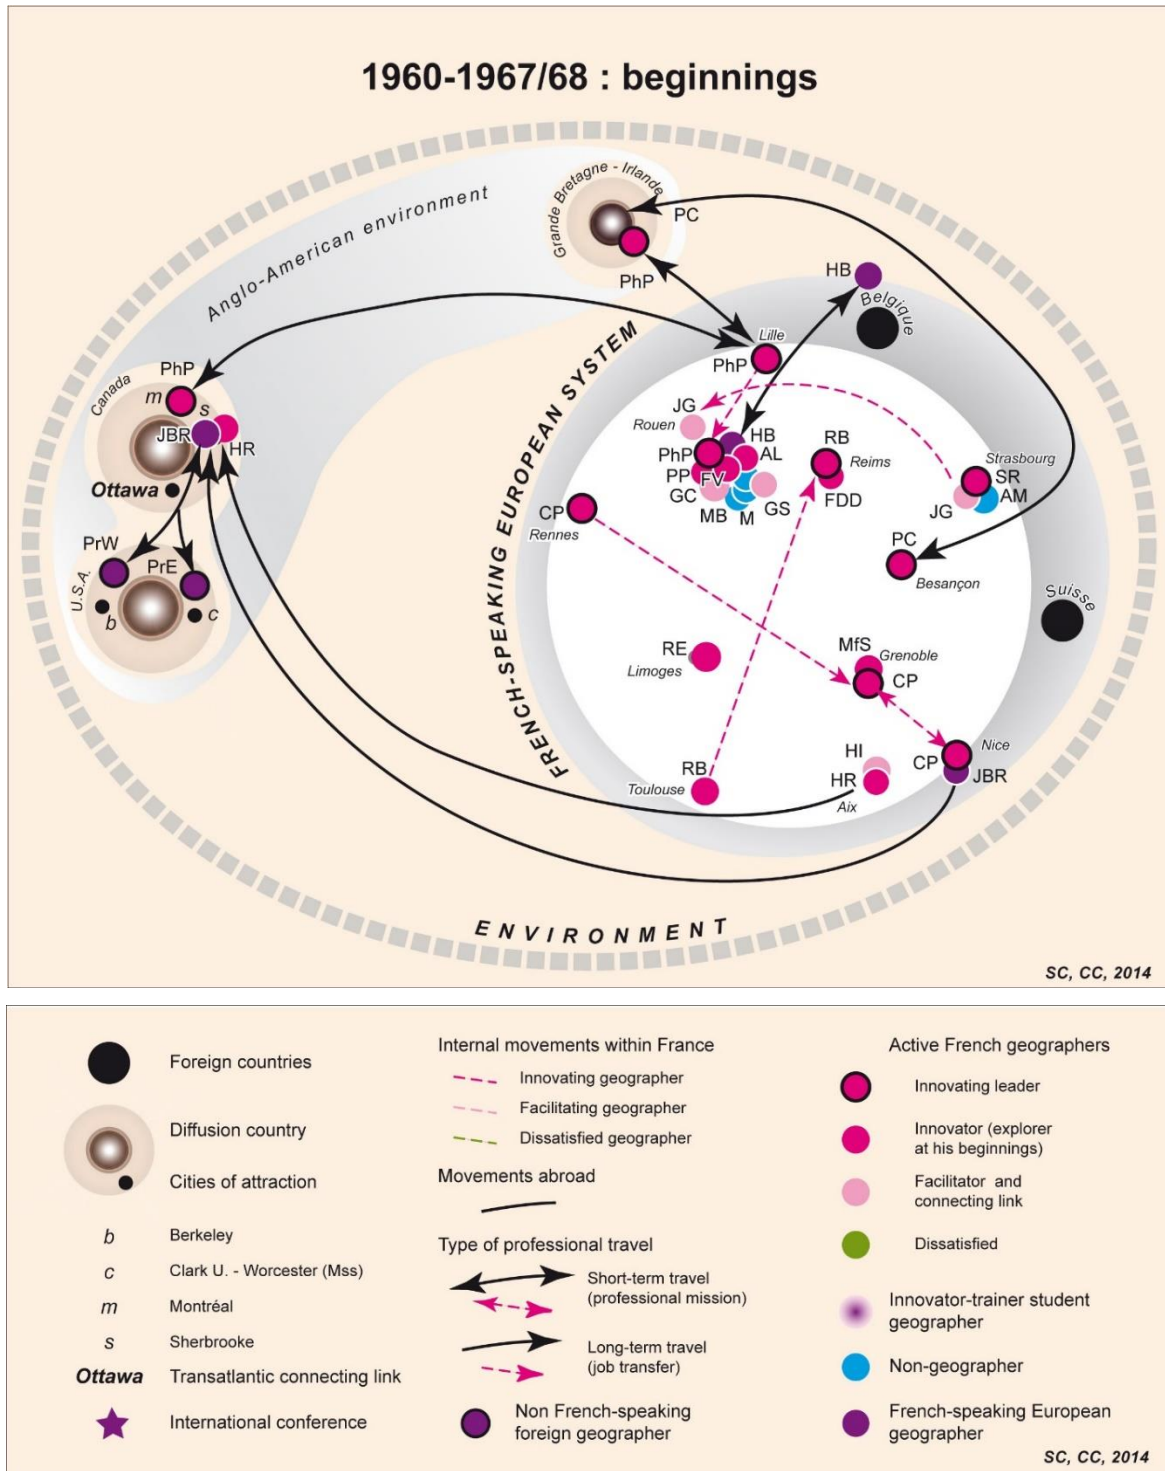 1960-1967/68 : beginnings
Anglo-American environment
Grande Bretagne - Irlande
PC
PhP
HB
Belgique
FRENCH-SPEAKING EUROPEAN SYSTEM
Lille
PhP
PhP
Canada
m
s
JBR
HR
Ottawa
JG
Rouen
HB
PhP
AL
PP
FV
GC
MB
M
GS
RB
Reims
FDD
Strasbourg
SR
AM
JG
CP
Rennes
PC
Besançon
PrW
PrE
U.S.A.
b
c
Suisse
RE
Limoges
MfS
Grenoble
CP
RB
Toulouse
HI
HR
Aix
Nice
CP
JBR
ENVIRONMENT
SC, CC, 2014
Foreign countries
Diffusion country
Cities of attraction
b Berkeley
c Clark U. - Worcester (Mss)
m Montréal
s Sherbrooke
Ottawa Transatlantic connecting link
International conference
Internal movements within France
Innovating geographer
Facilitating geographer
Dissatisfied geographer
Movements abroad
Type of professional travel
Short-term travel
(professional mission)
Long-term travel
(job transfer)
Non French-speaking
foreign geographer
Active French geographers
Innovating leader
Innovator (explorer
at his beginnings)
Facilitator and
connecting link
Dissatisfied
Innovator-trainer student
geographer
Non-geographer
French-speaking European
geographer
SC, CC, 2014